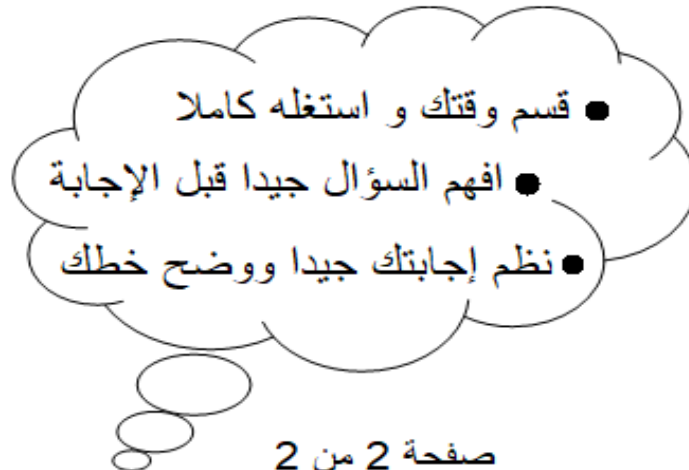 ● قسم وقتك و استغله كاملا
● افهم السؤال جيدا قبل الإجابة
● نظم إجابتك جيدا ووضح خطك
صفحة 2 من 2